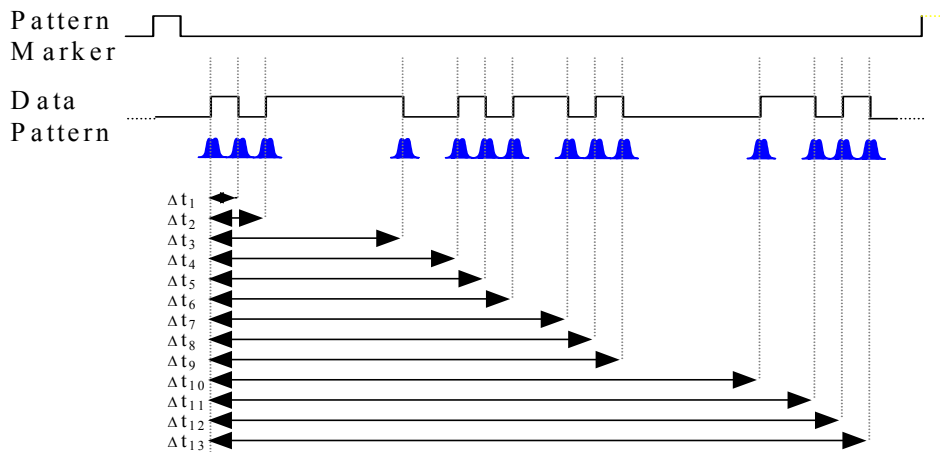 Pattern
Marker
Data
Pattern
Δt1
Δt2
Δt3
Δt4
Δt5
Δt6
Δt7
Δt8
Δt9
Δt10
Δt11
Δt12
Δt13